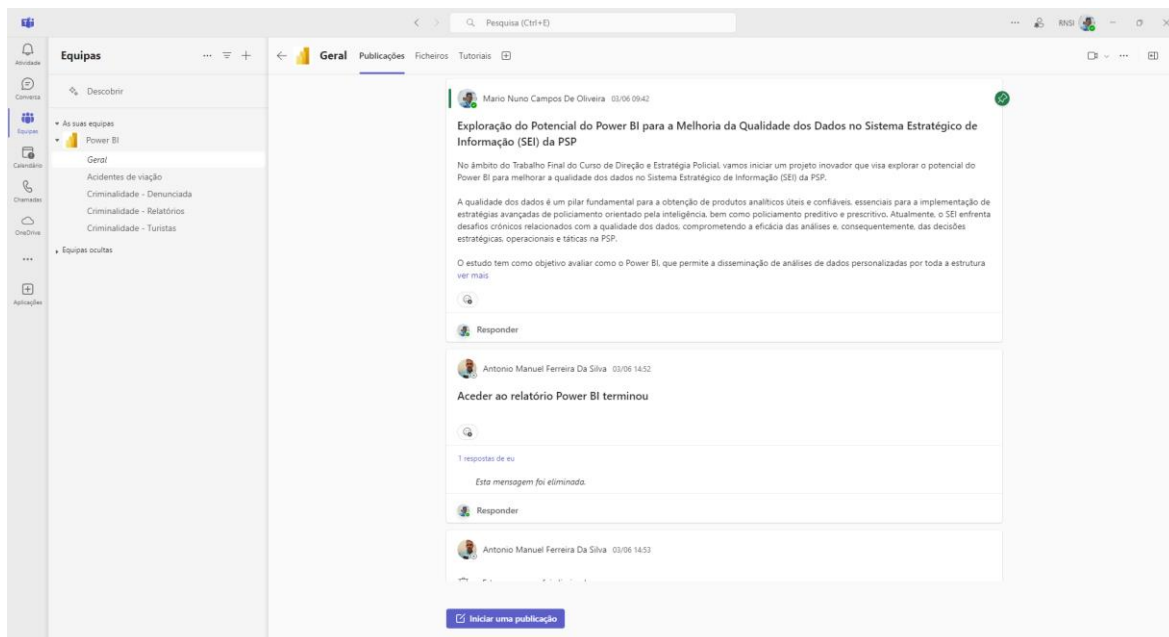 Pesquisa (Ctrl+E)
RNSI
Atividade
Conversa
Equipas
Calendário
Chamadas
OneDrive
Aplicações
Equipas
Descobrir
As suas equipas
Power BI
Geral
Acidentes de viação
Criminalidade - Denunciada
Criminalidade - Relatórios
Criminalidade - Turistas
Equipas ocultas
Geral Publicações Ficheiros Tutoriais
Mario Nuno Campos De Oliveira 03/06 09:42
Exploração do Potencial do Power BI para a Melhoria da Qualidade dos Dados no Sistema Estratégico de
Informação (SEI) da PSP
No âmbito do Trabalho Final do Curso de Direção e Estratégia Policial, vamos iniciar um projeto inovador que visa explorar o potencial do
Power BI para melhorar a qualidade dos dados no Sistema Estratégico de Informação (SEI) da PSP.
A qualidade dos dados é um pilar fundamental para a obtenção de produtos analíticos úteis e confiáveis, essenciais para a implementação de
estratégias avançadas de policiamento orientado pela inteligência, bem como policiamento preditivo e prescritivo. Atualmente, o SEI enfrenta
desafios crónicos relacionados com a qualidade dos dados, comprometendo a eficácia das análises e, consequentemente, das decisões
estratégicas, operacionais e táticas na PSP.
O estudo tem como objetivo avaliar como o Power BI, que permite a disseminação de análises de dados personalizadas por toda a estrutura
ver mais
Responder
Antonio Manuel Ferreira Da Silva 03/06 14:52
Aceder ao relatório Power BI terminou
1 respostas de eu
Esta mensagem foi eliminada.
Responder
Antonio Manuel Ferreira Da Silva 03/06 14:53
Iniciar uma publicação